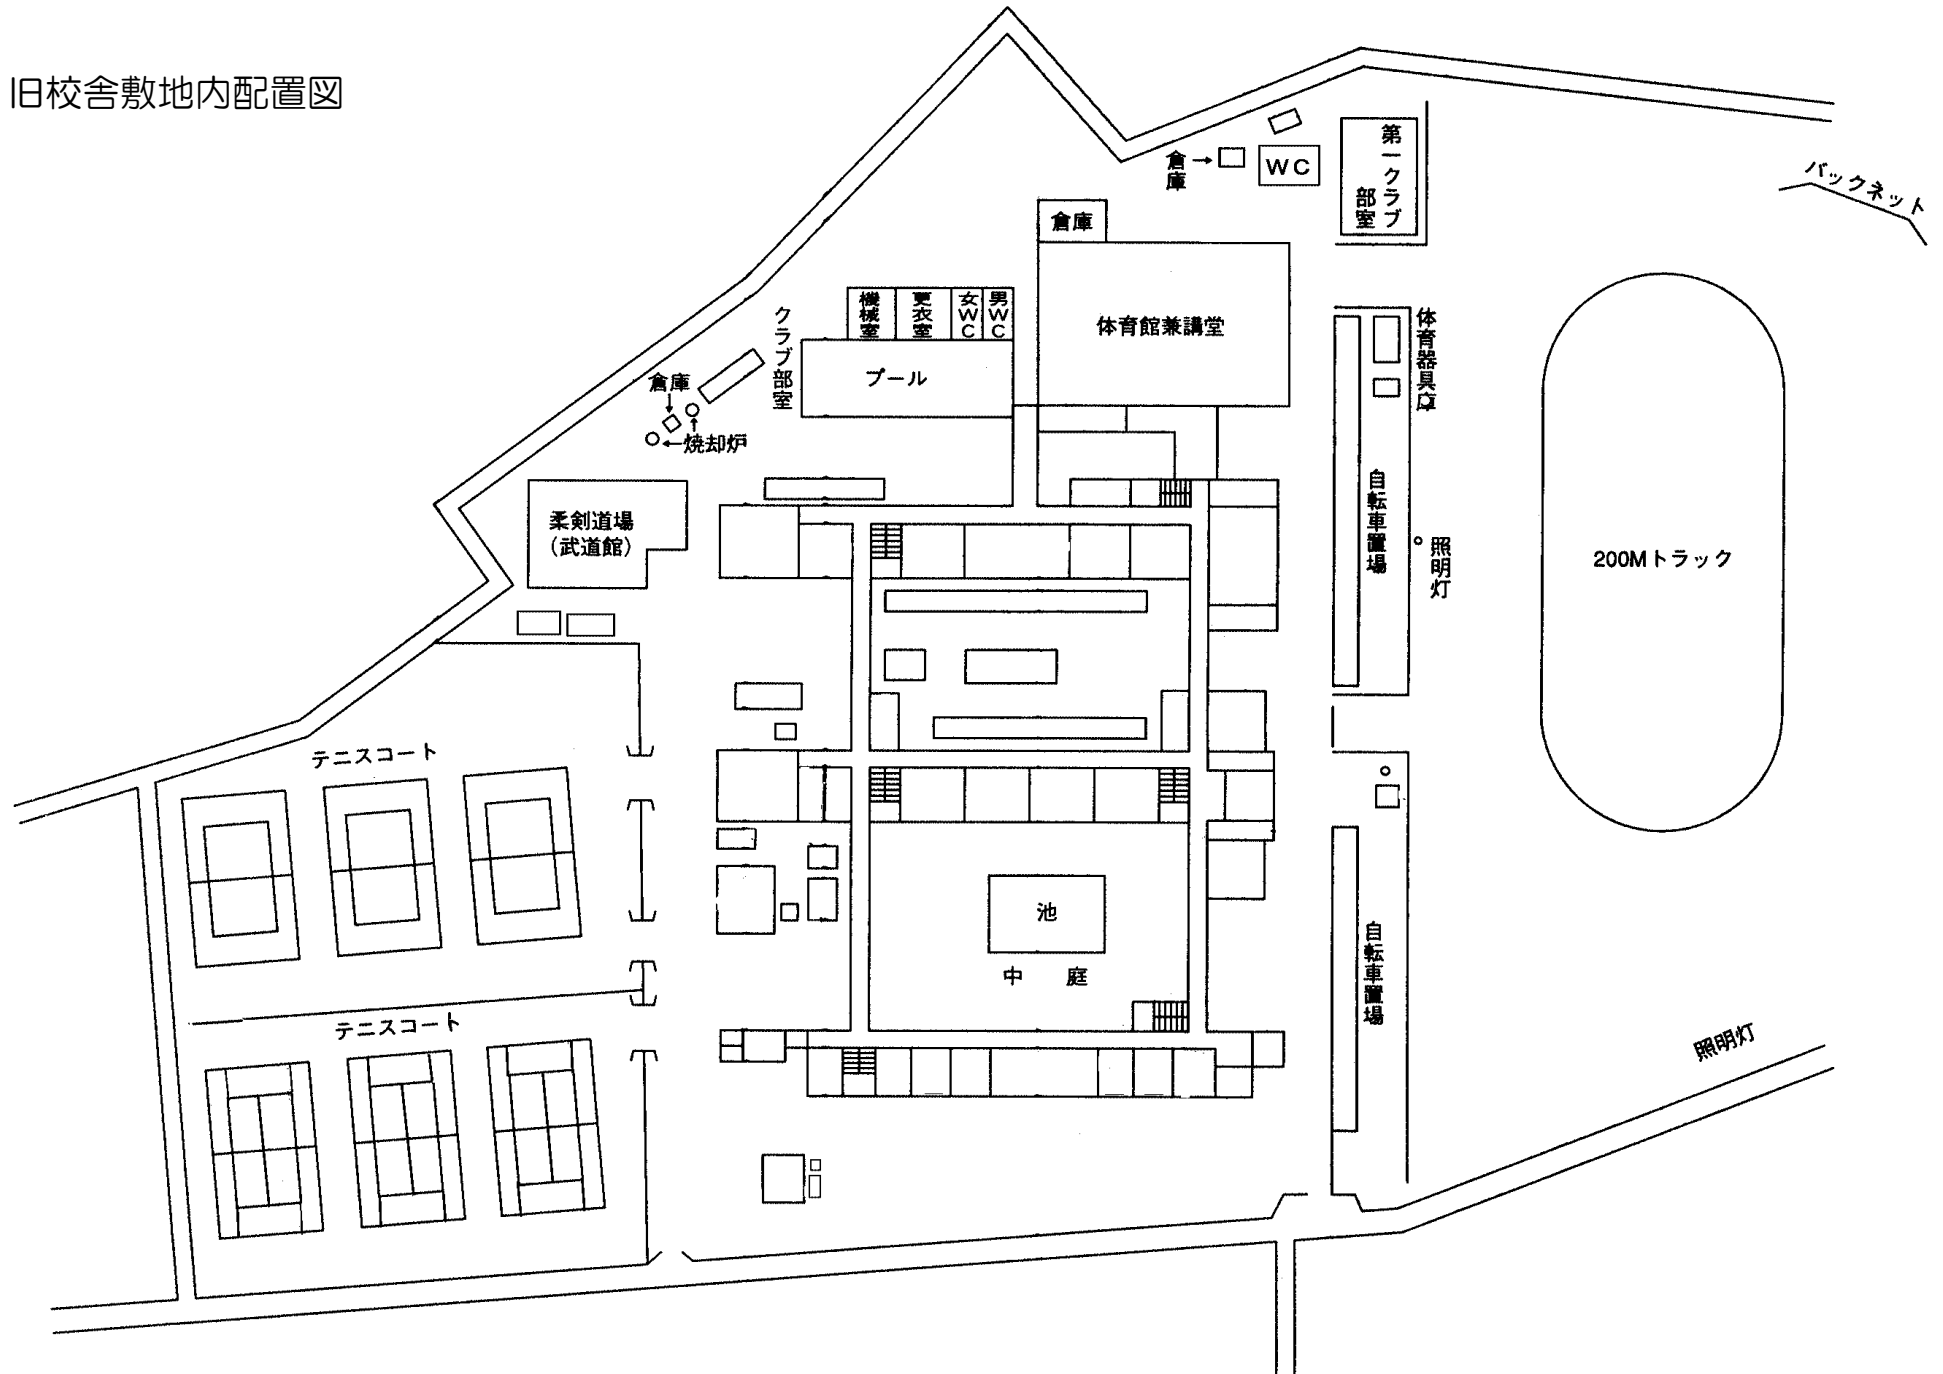 旧校舎敷地内配置図
倉庫
WC
第一クラブ
部室
バックネット
倉庫
体育館兼講堂
機械室
更衣室
女WC
男WC
プール
クラブ部室
倉庫
焼却炉
体育器具庫
柔剣道場
(武道館)
自転車置場
照明灯
200Mトラック
テニスコート
池
中庭
自転車置場
テニスコート
照明灯